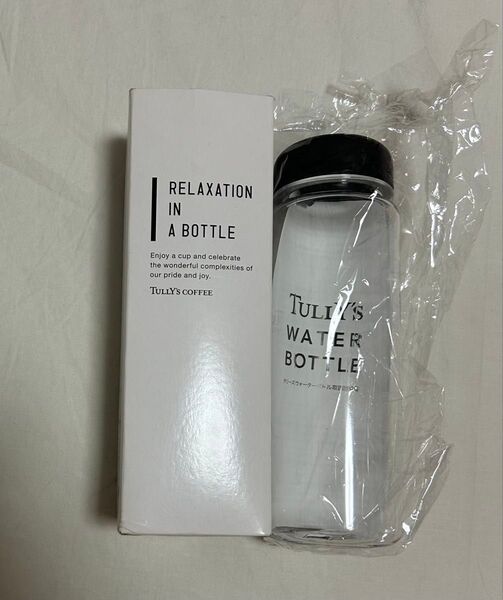 RELAXATION
IN
A BOTTLE
Enjoy a cup and celebrate
the wonderful complexities of
our pride and joy.
TULLY'S COFFEE
TULLY'S
WATER
BOTTLE